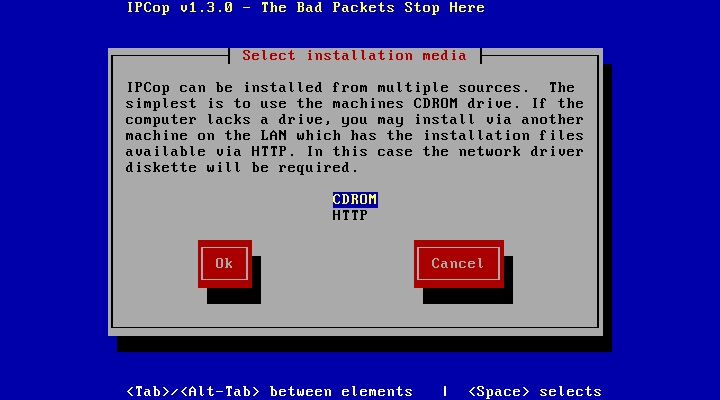 IPCop v1.3.0 - The Bad Packets Stop Here
Select installation media
IPCop can be installed from multiple sources.  The
simplest is to use the machines CDROM drive. If the
computer lacks a drive, you may install via another
machine on the LAN which has the installation files
available via HTTP. In this case the network driver
diskette will be required.
CDROM
HTTP
Ok
Cancel
<Tab>/<Alt-Tab> between elements   |  <Space> selects